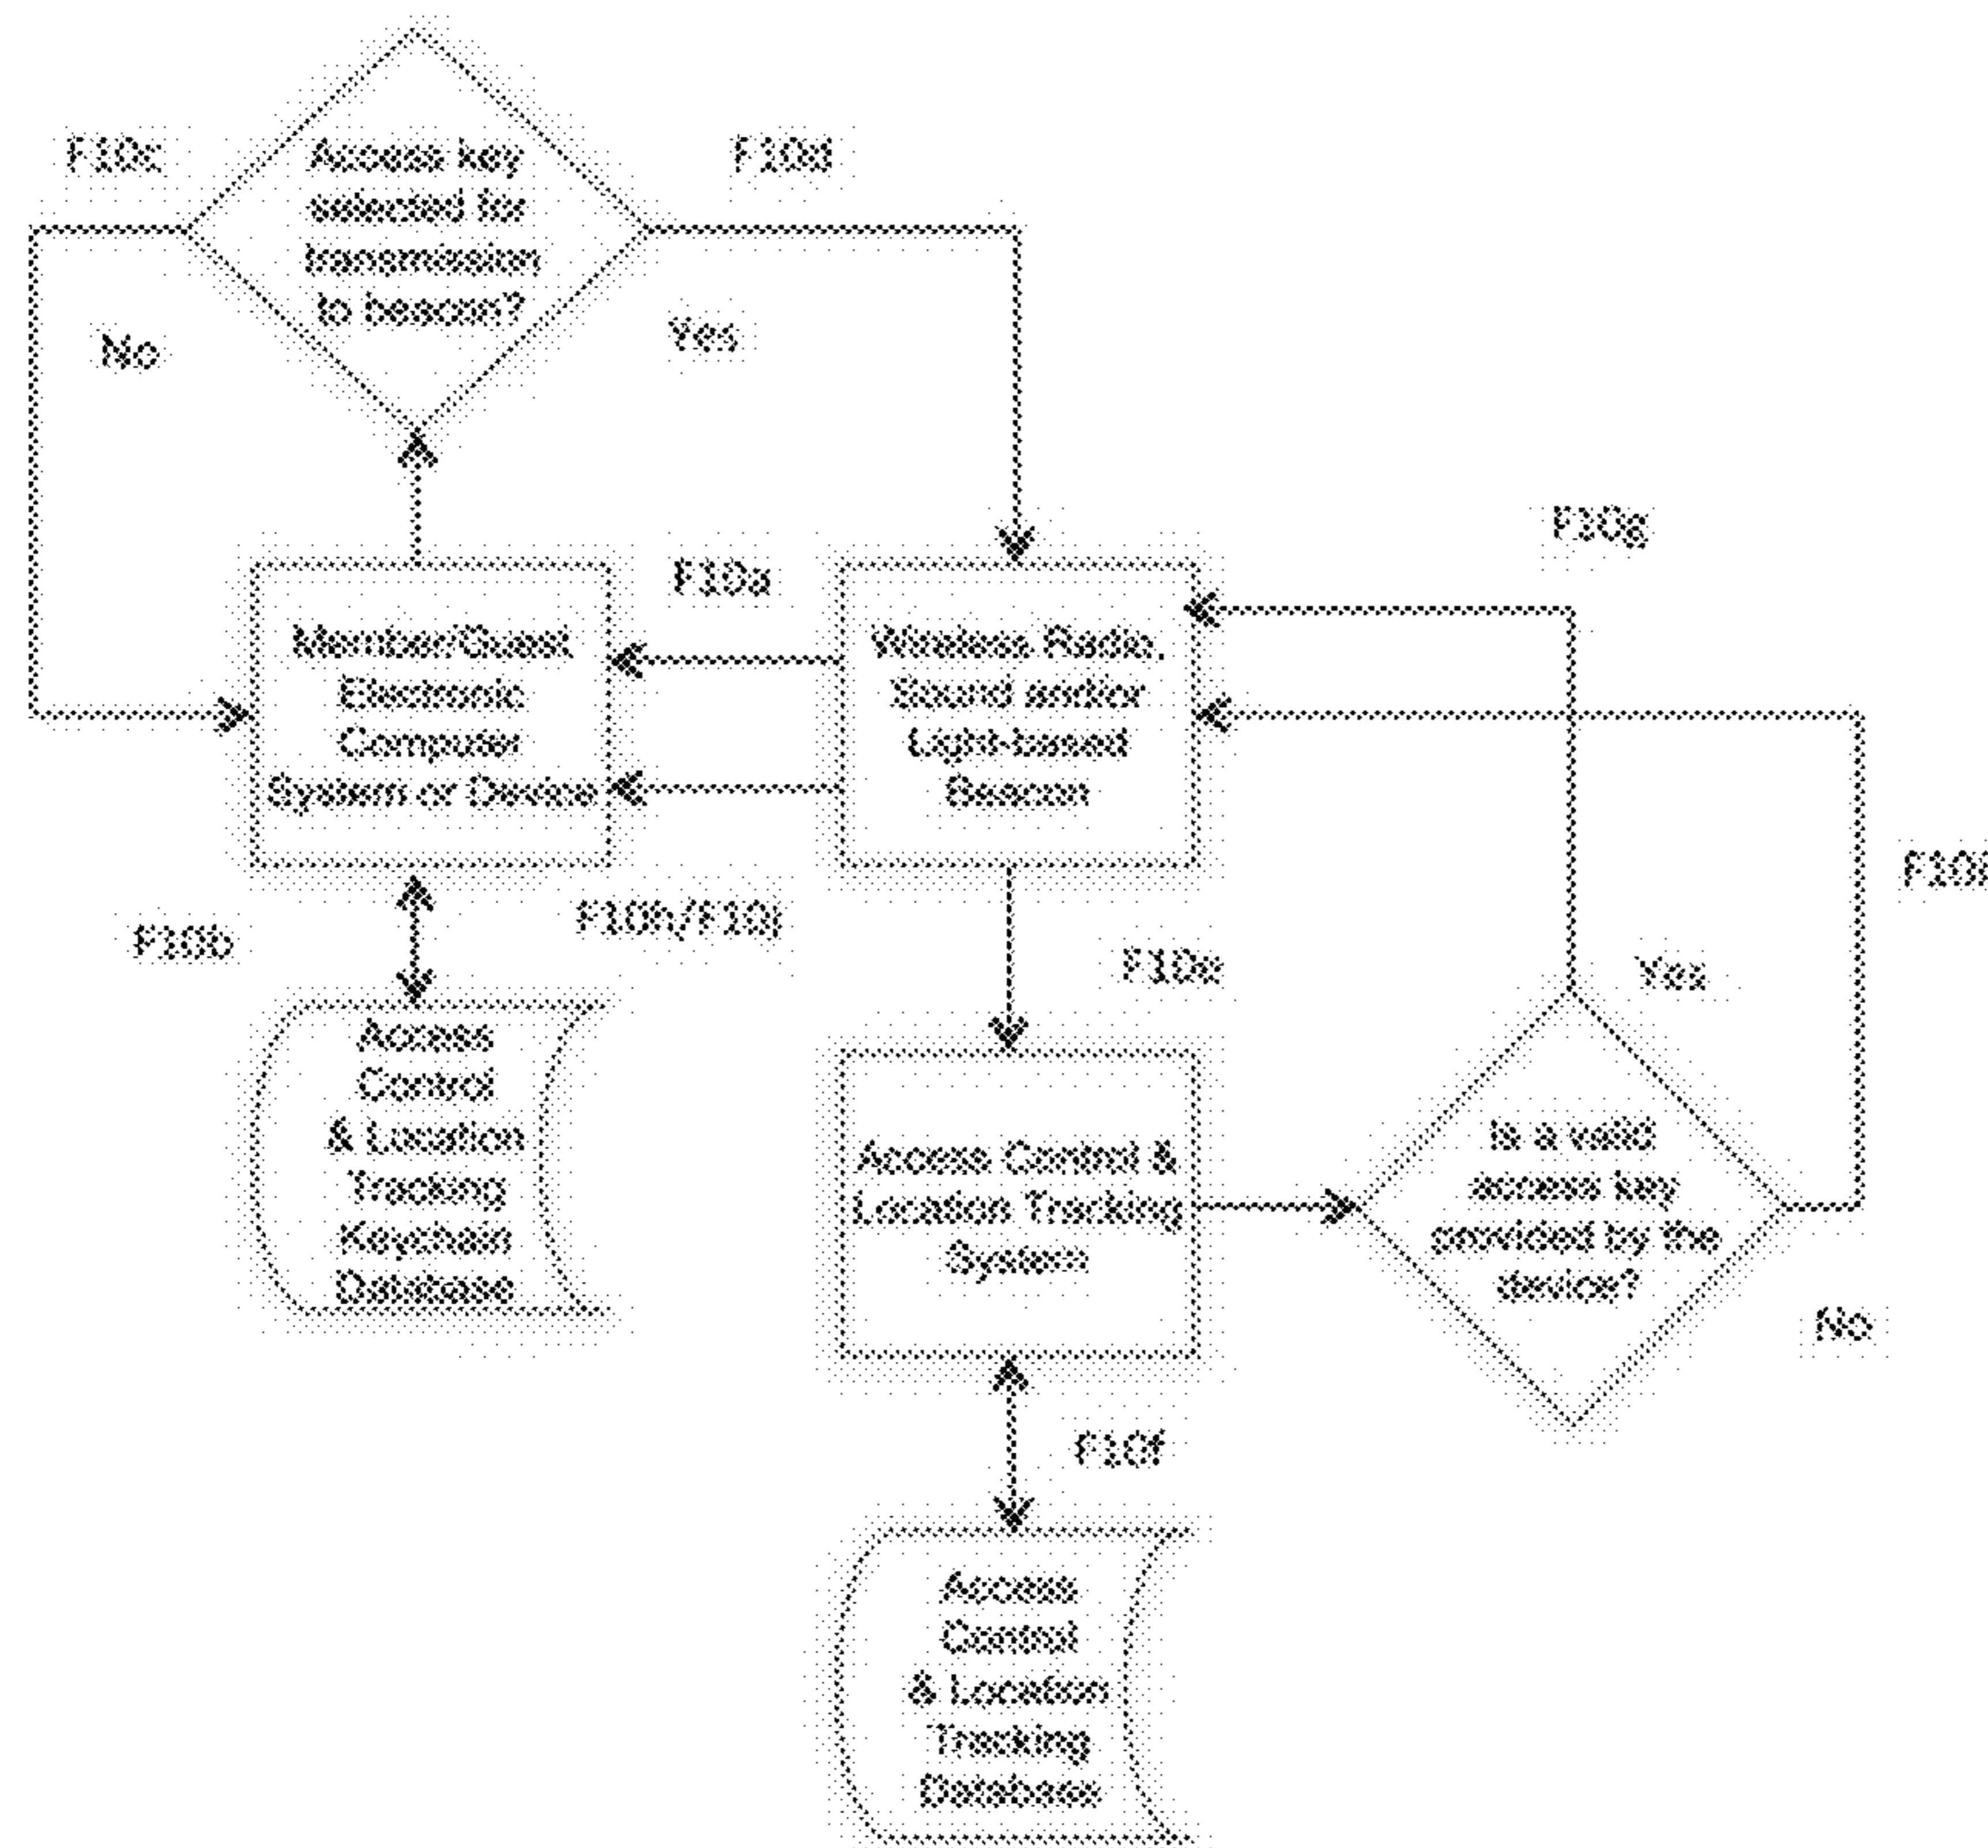 F10c
Access key
selected for
transmission
to beacon?
F10d
No
Yes
F10g
F10a
Member/Guest
Electronic
Computer
System or Device
Wireless Radio,
Sound and/or
Light-based
Beacon
F10i
F10b
F10h/F10j
F10e
Yes
Access
Control
& Location
Tracking
Keychain
Database
Access Control &
Location Tracking
System
Is a valid
access key
provided by the
device?
No
F10f
Access
Control
& Location
Tracking
Database